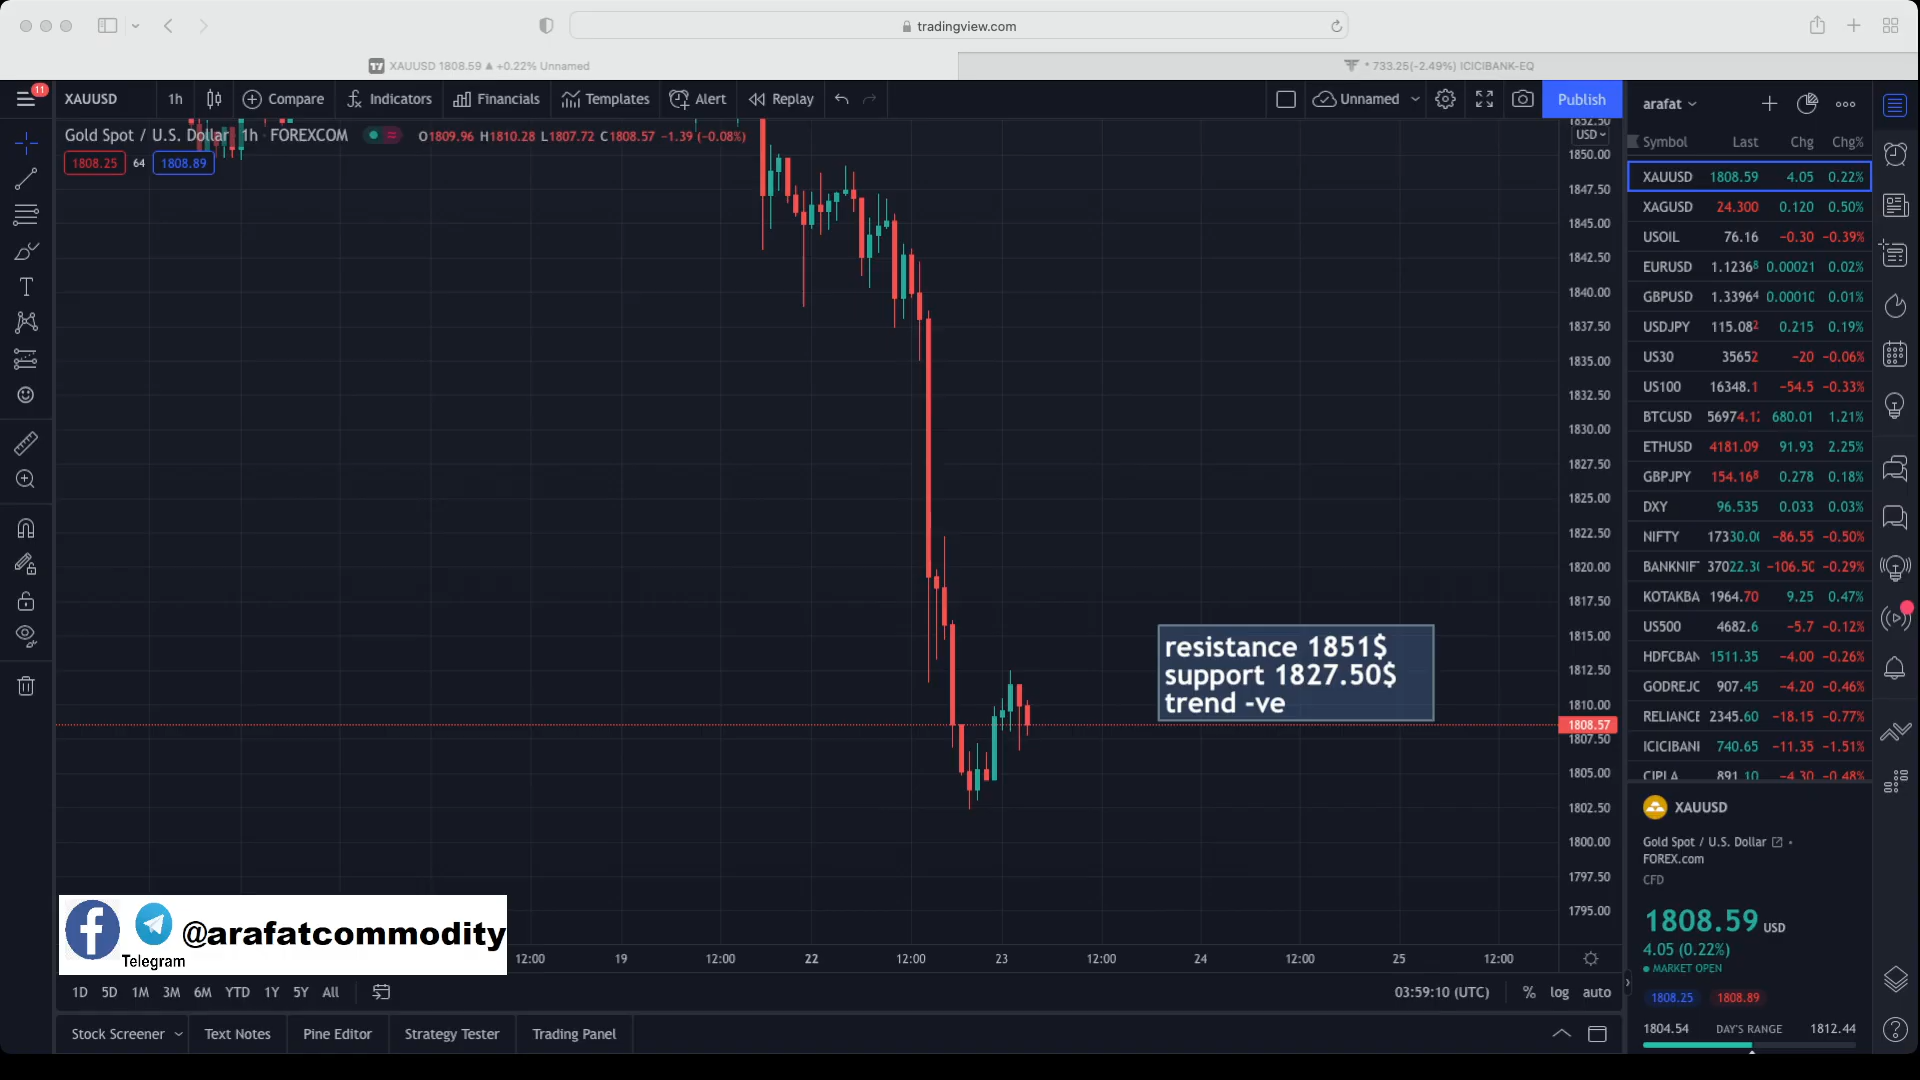 tradingview.com
XAUUSD 1808.59 ▲ +0.22% Unnamed
* 733.25(-2.49%) ICICIBANK-EQ
11
XAUUSD 1h Compare Indicators Financials Templates Alert Replay Unnamed Publish
arafat
Gold Spot / U.S. Dollar 1h FOREXCOM O1809.96 H1810.28 L1807.72 C1808.57 −1.39 (−0.08%)
1808.25 64 1808.89
1852.50
USD
1850.00
1847.50
1845.00
1842.50
1840.00
1837.50
1835.00
1832.50
1830.00
1827.50
1825.00
1822.50
1820.00
1817.50
1815.00
1812.50
1810.00
1808.57
1807.50
1805.00
1802.50
1800.00
1797.50
1795.00
resistance 1851$
support 1827.50$
trend -ve
@arafatcommodity
Telegram
12:00 19 12:00 22 12:00 23 12:00 24 12:00 25 12:00
1D 5D 1M 3M 6M YTD 1Y 5Y All
03:59:10 (UTC) % log auto
Stock Screener Text Notes Pine Editor Strategy Tester Trading Panel
Symbol Last Chg Chg%
XAUUSD 1808.59 4.05 0.22%
XAGUSD 24.300 0.120 0.50%
USOIL 76.16 −0.30 −0.39%
EURUSD 1.12368 0.00021 0.02%
GBPUSD 1.33964 0.00010 0.01%
USDJPY 115.082 0.215 0.19%
US30 35652 −20 −0.06%
US100 16348.1 −54.5 −0.33%
BTCUSD 56974.1 680.01 1.21%
ETHUSD 4181.09 91.93 2.25%
GBPJPY 154.168 0.278 0.18%
DXY 96.535 0.033 0.03%
NIFTY 17330.00 −86.55 −0.50%
BANKNIF 37022.30 −106.50 −0.29%
KOTAKBA 1964.70 9.25 0.47%
US500 4682.6 −5.7 −0.12%
HDFCBAN 1511.35 −4.00 −0.26%
GODREJC 907.45 −4.20 −0.46%
RELIANCE 2345.60 −18.15 −0.77%
ICICIBANI 740.65 −11.35 −1.51%
CIPLA 891.10 −4.30 −0.48%
XAUUSD
Gold Spot / U.S. Dollar
FOREX.com
CFD
1808.59 USD
4.05 (0.22%)
MARKET OPEN
1808.25 1808.89
1804.54 DAY'S RANGE 1812.44